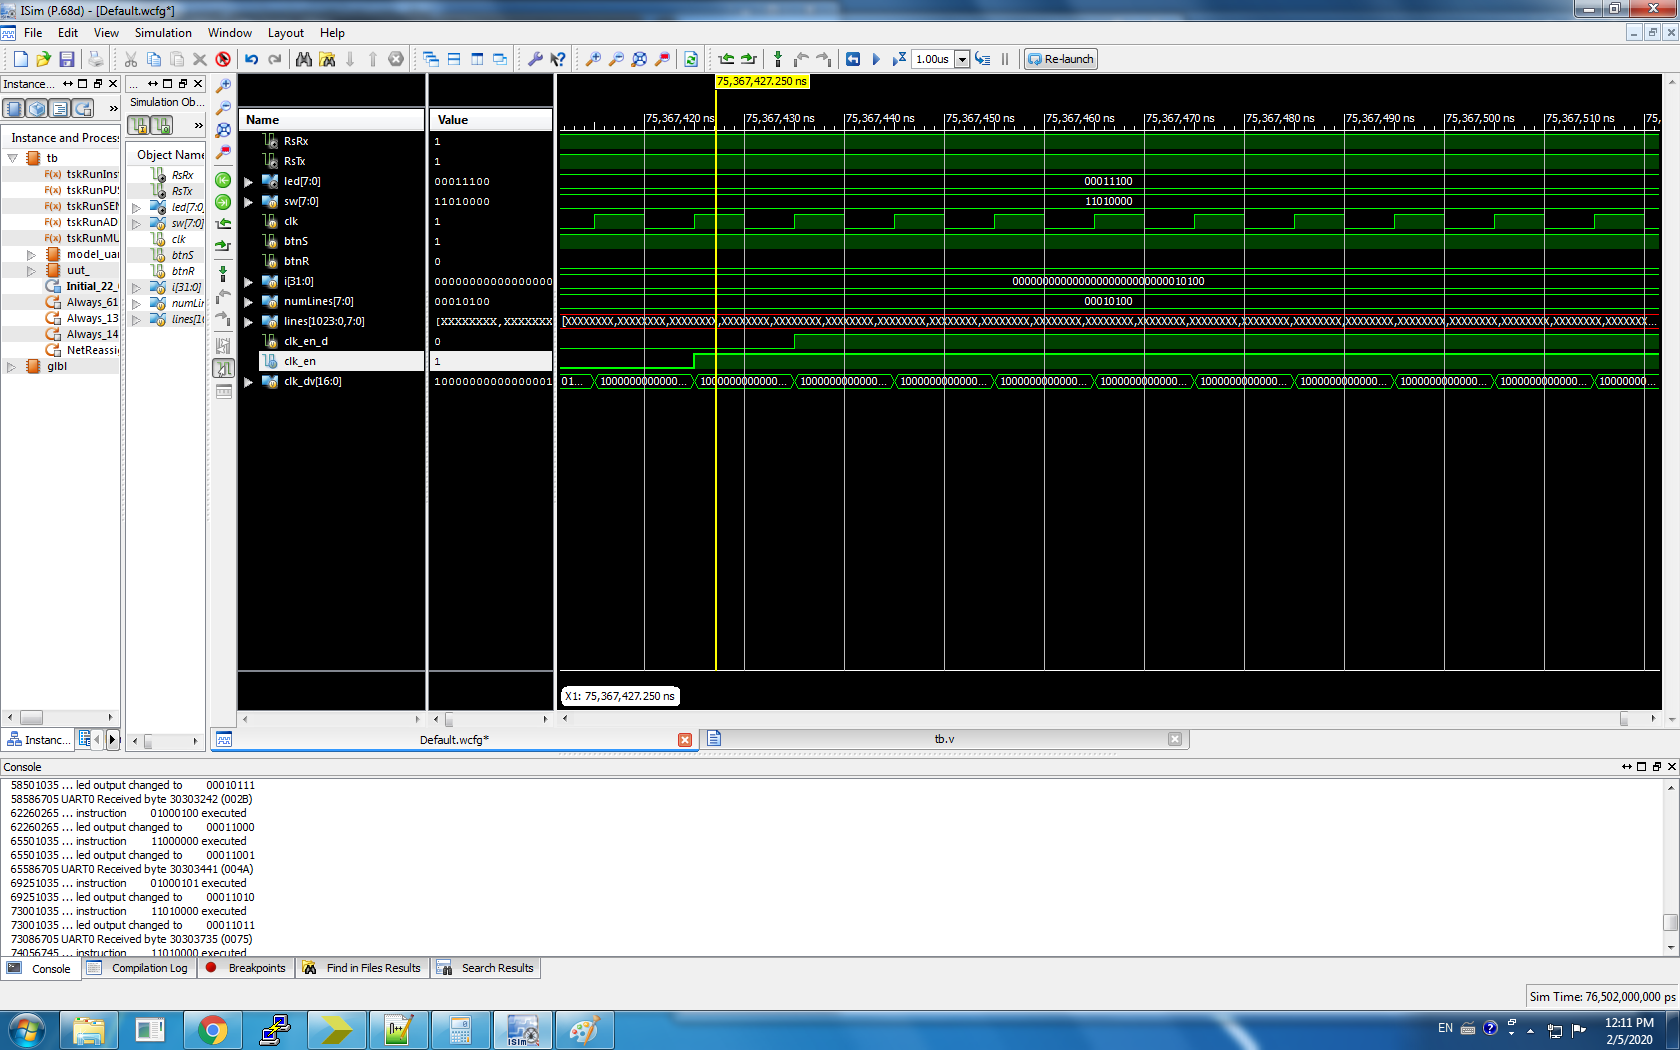 ISim (P.68d) - [Default.wcfg*]
File Edit View Simulation Window Layout Help
1.00us Re-launch
Instance... ...
Simulation Ob...
Instance and Proces
Object Name
tb
tskRunIns
tskRunPUS
tskRunSEN
tskRunAD
tskRunMU
model_uar
uut_
Initial_22_
Always_61
Always_13
Always_14
NetReassi
glbl
RsRx
RsTx
led[7:0]
sw[7:0]
clk
btnS
btnR
i[31:0]
numLin
lines[10
Name Value
RsRx 1
RsTx 1
led[7:0] 00011100
sw[7:0] 11010000
clk 1
btnS 1
btnR 0
i[31:0] 000000000000000000
numLines[7:0] 00010100
lines[1023:0,7:0] [XXXXXXXX,XXXXXXX
clk_en_d 0
clk_en 1
clk_dv[16:0] 10000000000000001
75,367,427.250 ns
75,367,420 ns 75,367,430 ns 75,367,440 ns 75,367,450 ns 75,367,460 ns 75,367,470 ns 75,367,480 ns 75,367,490 ns 75,367,500 ns 75,367,510 ns 75,
00011100
11010000
00000000000000000000000000010100
00010100
[XXXXXXXX,XXXXXXXX,XXXXXXXX,XXXXXXXX,XXXXXXXX,XXXXXXXX,XXXXXXXX,XXXXXXXX,XXXXXXXX,XXXXXXXX,XXXXXXXX,XXXXXXXX,XXXXXXXX,XXXXXXXX,XXXXXXXX,XXXXXXXX,XXXXXXXX,XXXXXXXX,XXXXXXXX,XXXXXXXX,XXXXXXXX...
01... 1000000000000... 1000000000000... 1000000000000... 1000000000000... 1000000000000... 1000000000000... 1000000000000... 1000000000000... 1000000000000... 1000000000000... 10000000...
X1: 75,367,427.250 ns
Instanc...
Default.wcfg* tb.v
Console
58501035 ... led output changed to 00010111
58586705 UART0 Received byte 30303242 (002B)
62260265 ... instruction 01000100 executed
62260265 ... led output changed to 00011000
65501035 ... instruction 11000000 executed
65501035 ... led output changed to 00011001
65586705 UART0 Received byte 30303441 (004A)
69251035 ... instruction 01000101 executed
69251035 ... led output changed to 00011010
73001035 ... instruction 11010000 executed
73001035 ... led output changed to 00011011
73086705 UART0 Received byte 30303735 (0075)
74056745 ... instruction 11010000 executed
Console Compilation Log Breakpoints Find in Files Results Search Results
Sim Time: 76,502,000,000 ps
EN 12:11 PM
2/5/2020